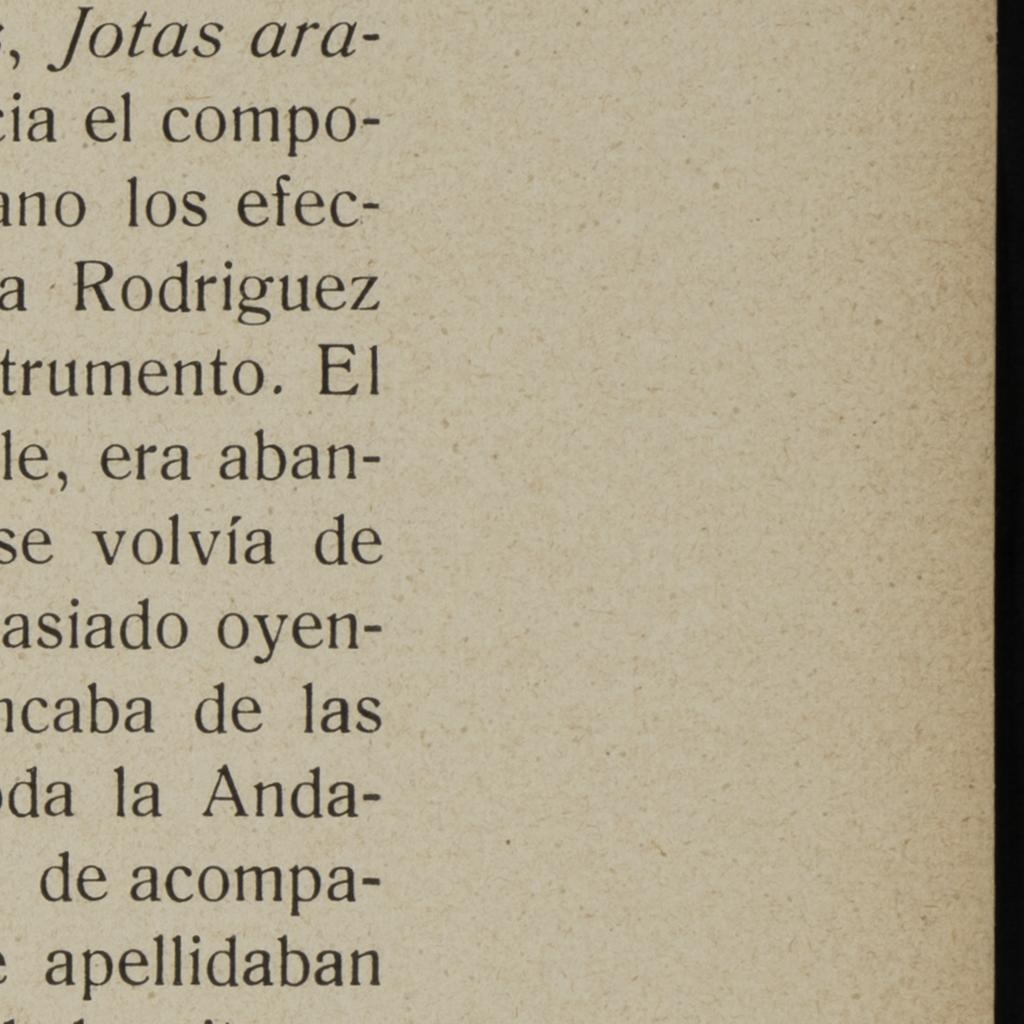 , Jotas ara-
cia el compo-
ano los efec-
a Rodriguez
trumento. El
le, era aban-
se volvía de
asiado oyen-
ncaba de las
oda la Anda-
de acompa-
e apellidaban